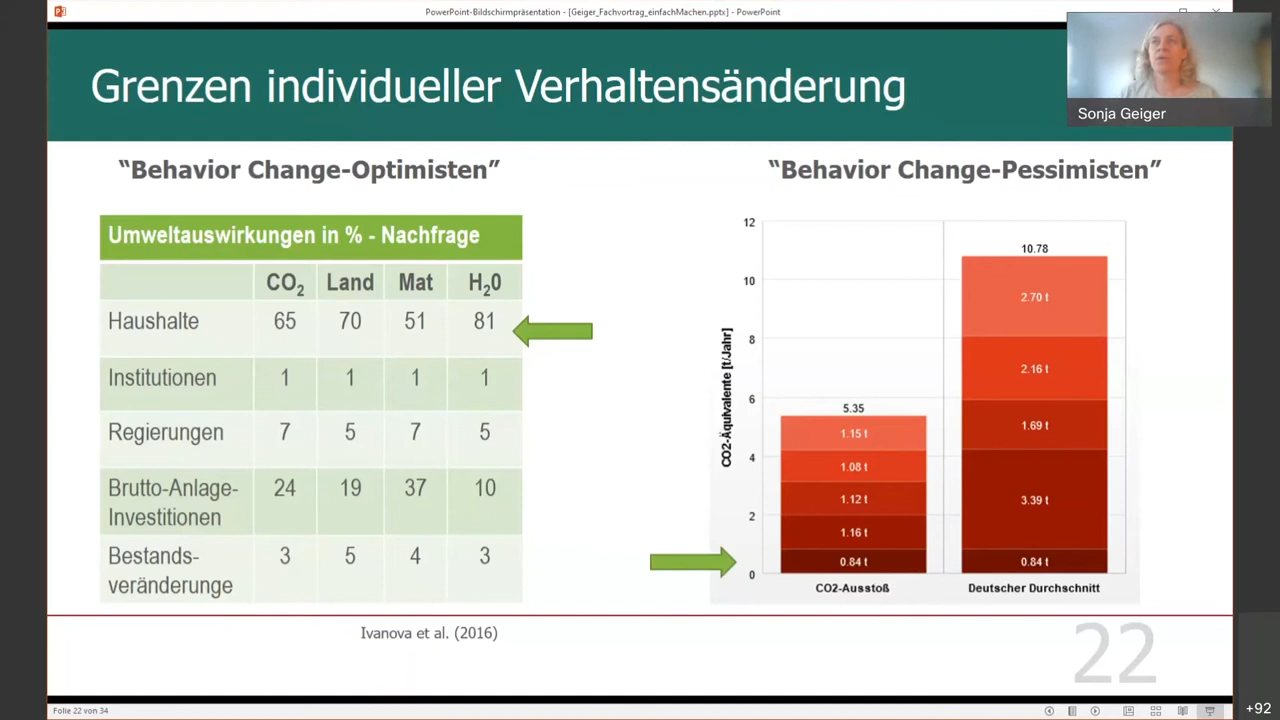 PowerPoint-Bildschirmpräsentation - [Geiger_Fachvortrag_einfachMachen.pptx] - PowerPoint
Grenzen individueller Verhaltensänderung
Sonja Geiger
“Behavior Change-Optimisten”
Umweltauswirkungen in % - Nachfrage
CO2 Land Mat H20
Haushalte 65 70 51 81
Institutionen 1 1 1 1
Regierungen 7 5 7 5
Brutto-Anlage-
Investitionen 24 19 37 10
Bestands-
veränderunge 3 5 4 3
“Behavior Change-Pessimisten”
CO2-Äquivalente [t/Jahr]
12
10
8
6
4
2
0
5.35
1.15 t
1.08 t
1.12 t
1.16 t
0.84 t
10.78
2.70 t
2.16 t
1.69 t
3.39 t
0.84 t
CO2-Ausstoß
Deutscher Durchschnitt
Ivanova et al. (2016)
22
Folie 22 von 34
+92